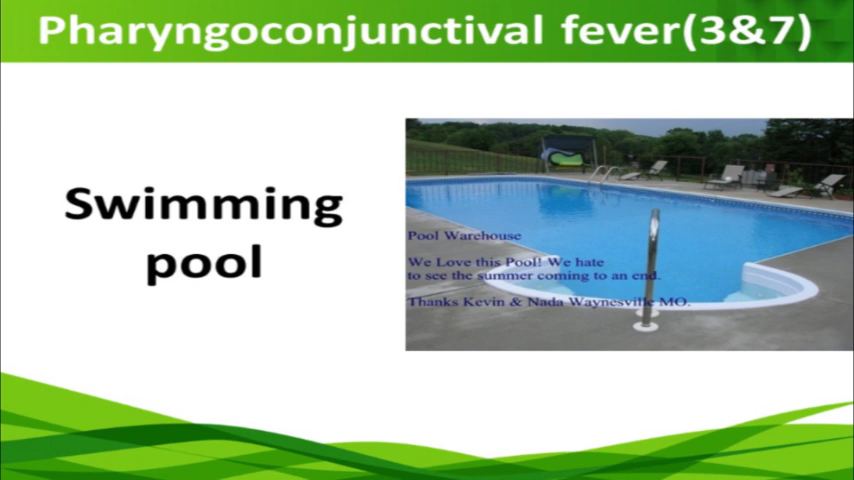 Pharyngoconjunctival fever(3&7)
Swimming
pool
Pool Warehouse
We Love this Pool! We hate
to see the summer coming to an end.
Thanks Kevin & Nada Waynesville MO.